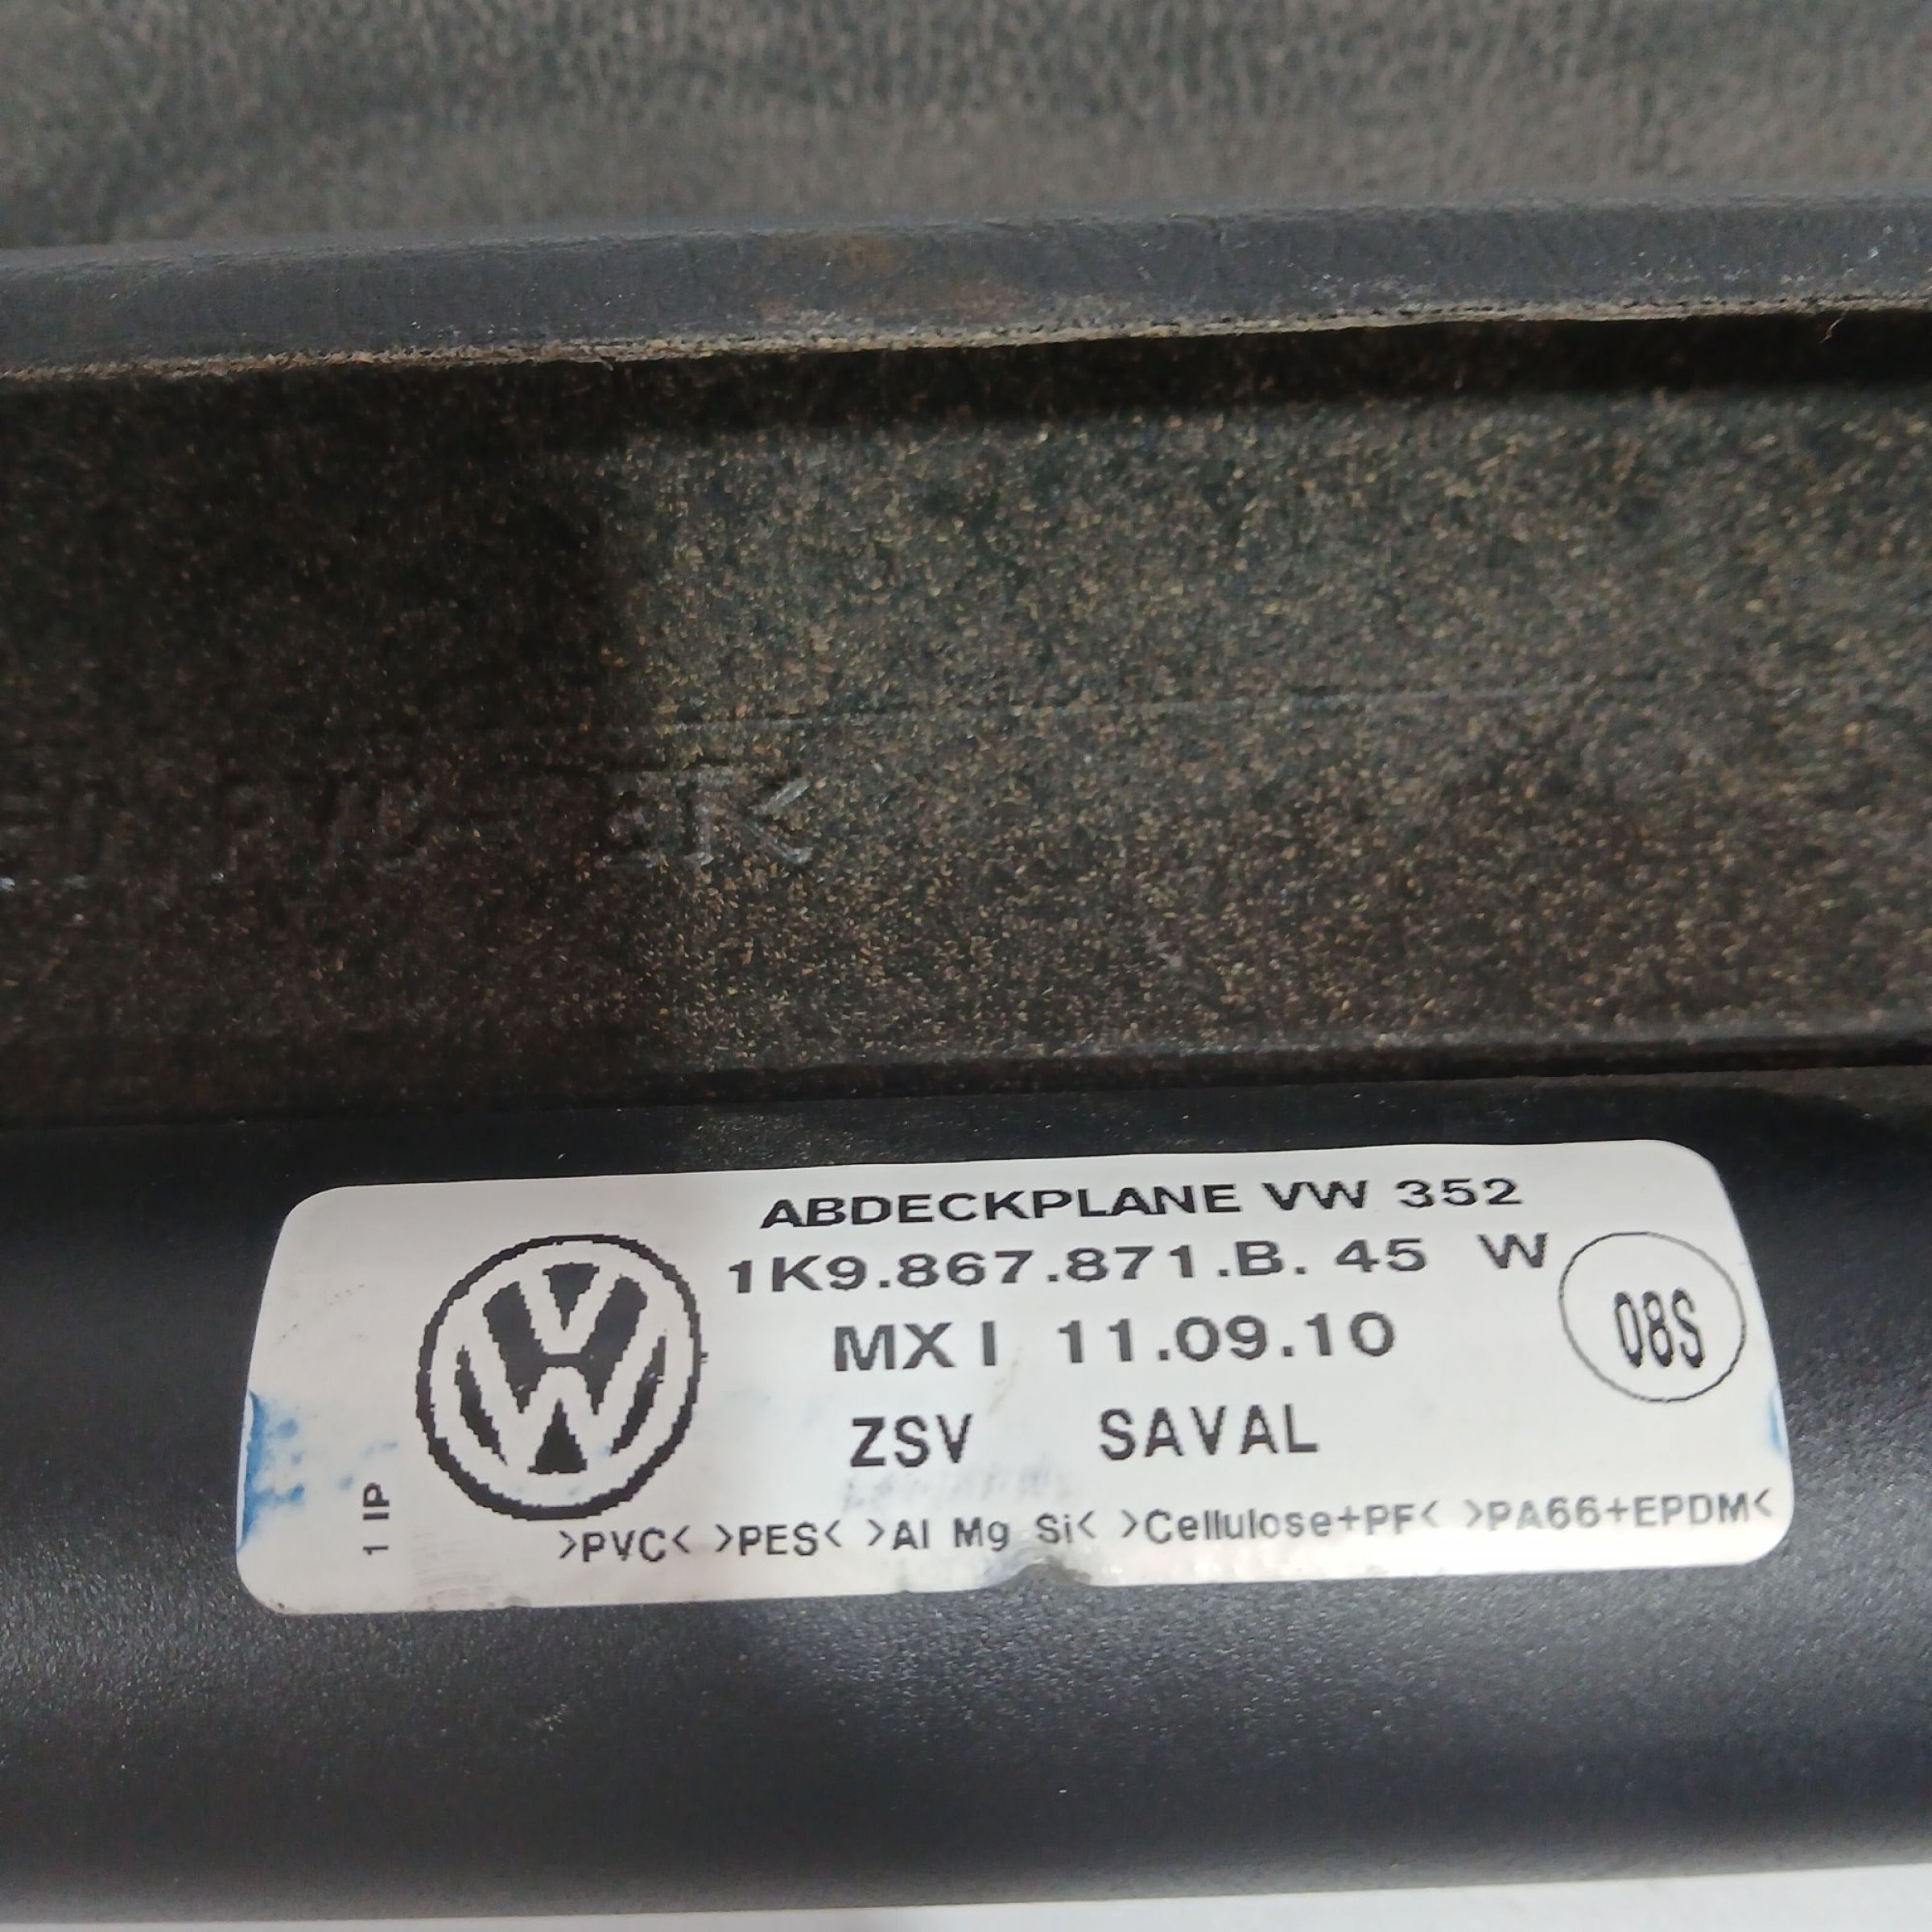 ABDECKPLANE VW 352
1K9.867.871.B. 45 W
08S
MX I 11.09.10
ZSV SAVAL
1 IP
>PVC< >PES< >Al Mg Si< >Cellulose+PF< >PA66+EPDM<